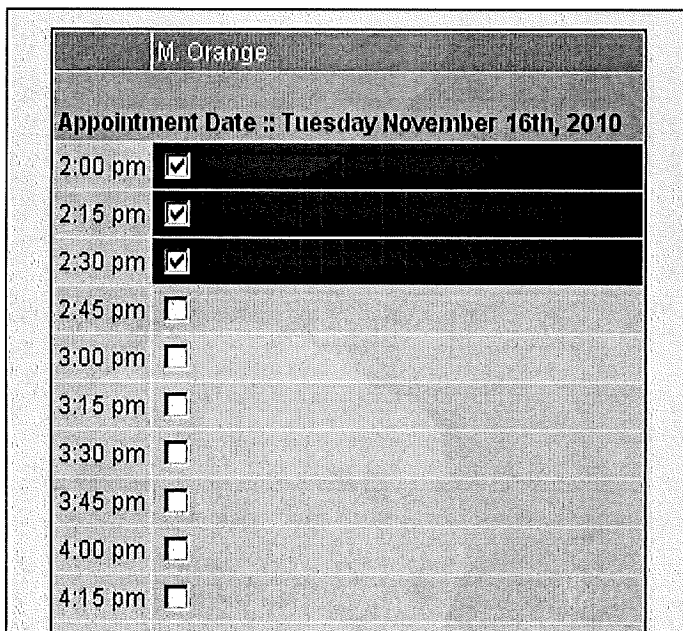 M. Orange
Appointment Date :: Tuesday November 16th, 2010
2:00 pm
2:15 pm
2:30 pm
2:45 pm
3:00 pm
3:15 pm
3:30 pm
3:45 pm
4:00 pm
4:15 pm